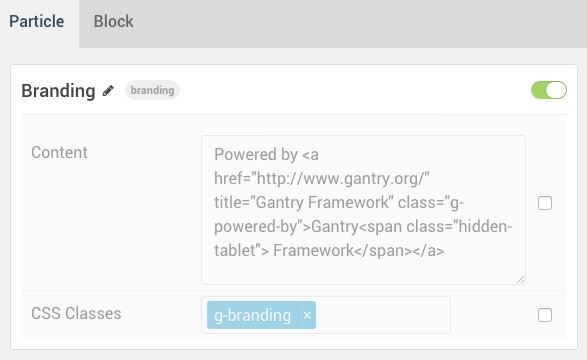 Particle Block
Branding branding
Content
Powered by <a
href="http://www.gantry.org/"
title="Gantry Framework" class="g-
powered-by">Gantry<span class="hidden-
tablet"> Framework</span></a>
CSS Classes g-branding ×